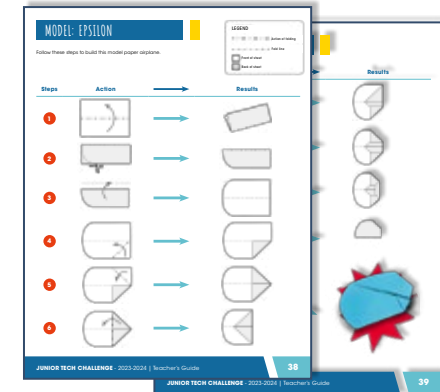 MODEL: EPSILON
LEGEND
Action of folding
Fold line
Front of sheet
Back of sheet
Follow these steps to build this model paper airplane.
Steps Action Results
1
2
3
4
5
6
JUNIOR TECH CHALLENGE - 2023-2024 | Teacher's Guide 38
Results
JUNIOR TECH CHALLENGE - 2023-2024 | Teacher's Guide 39